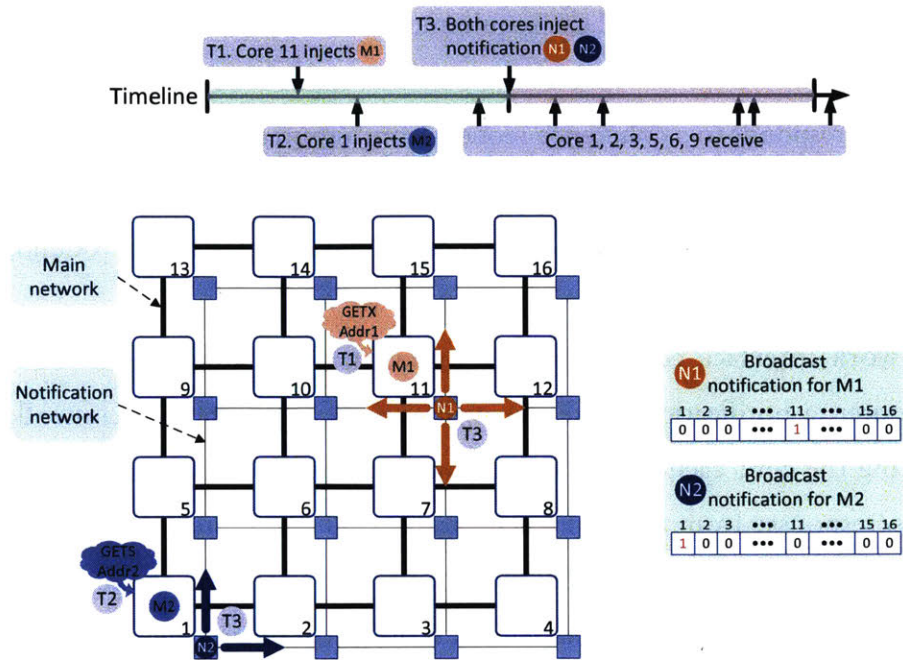 T1. Core 11 injects M1
T3. Both cores inject
notification N1 N2
Timeline
T2. Core 1 injects M2
Core 1, 2, 3, 5, 6, 9 receive
Main
network
13
14
15
16
GETX
Addr1
T1
M1
9
10
11
12
Notification
network
N1
T3
5
6
7
8
GETS
Addr2
T2
M2
T3
1
2
3
4
N2
N1
Broadcast
notification for M1
1 2 3 ••• 11 ••• 15 16
0 0 0 ••• 1 ••• 0 0
N2
Broadcast
notification for M2
1 2 3 ••• 11 ••• 15 16
1 0 0 ••• 0 ••• 0 0